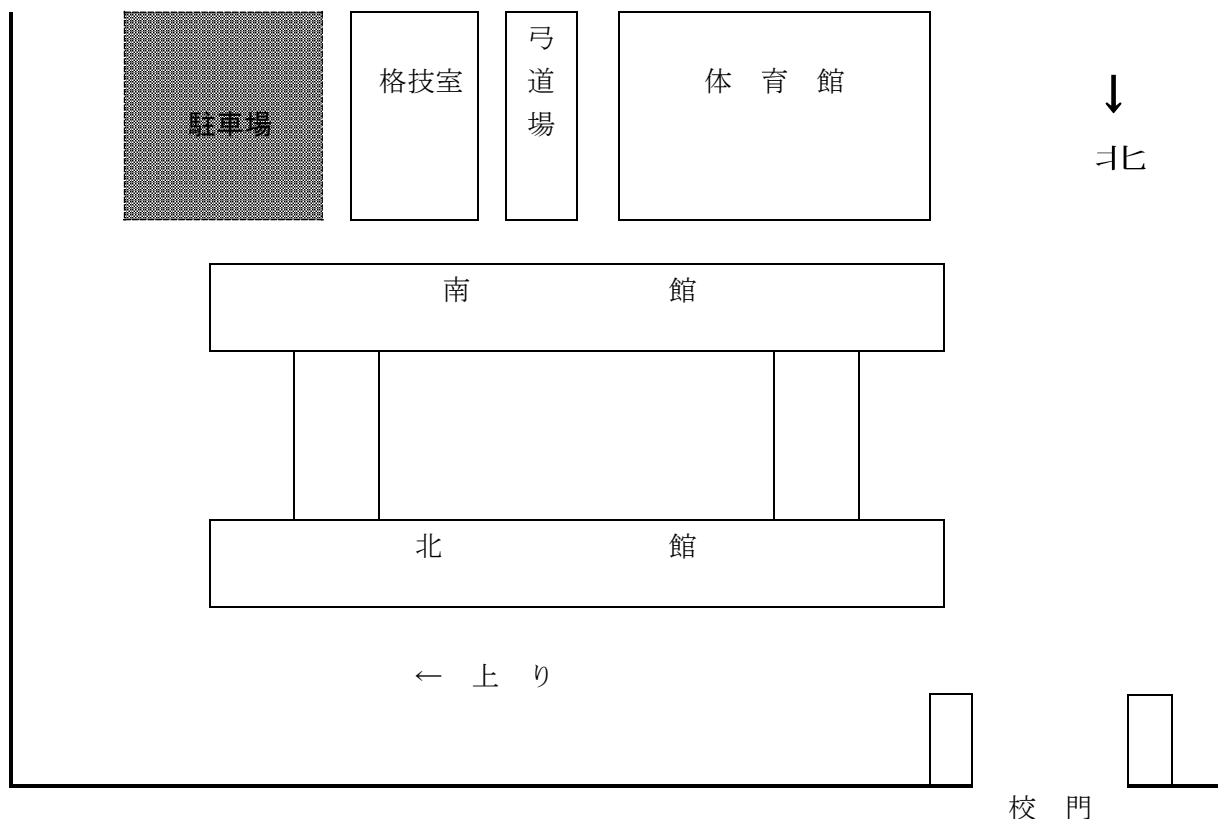 駐車場
格技室
弓道場
体　育　館
↓
北
南　　　　館
北　　　　館
←　上　り
校　門